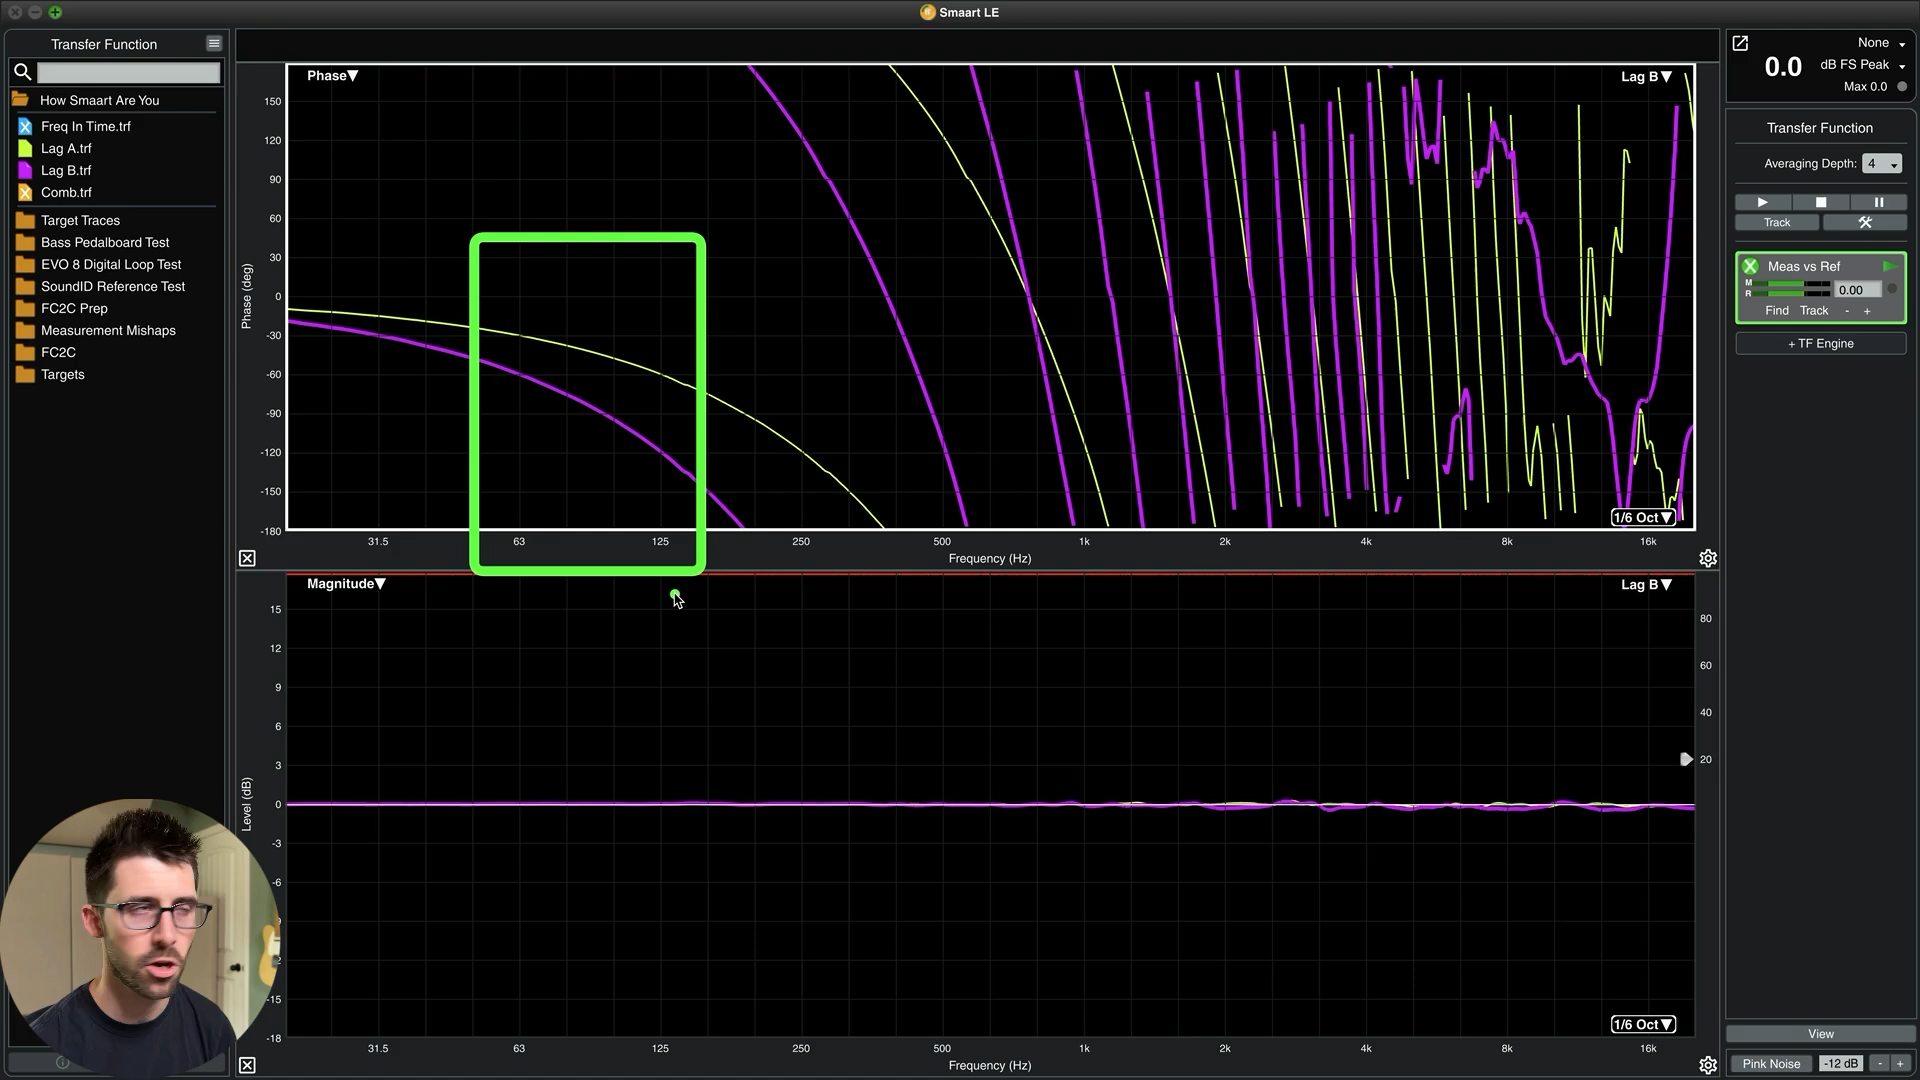 Smaart LE
Transfer Function
How Smaart Are You
Freq In Time.trf
Lag A.trf
Lag B.trf
Comb.trf
Target Traces
Bass Pedalboard Test
EVO 8 Digital Loop Test
SoundID Reference Test
FC2C Prep
Measurement Mishaps
FC2C
Targets
Phase▼
Lag B▼
150
120
90
60
30
0
-30
-60
-90
-120
-150
-180
Phase (deg)
1/6 Oct▼
31.5 63 125 250 500 1k 2k 4k 8k 16k
Frequency (Hz)
Magnitude▼
Lag B▼
15
12
9
6
3
0
-3
-6
-15
-18
Level (dB)
80
60
40
20
1/6 Oct▼
31.5 63 125 250 500 1k 2k 4k 8k 16k
Frequency (Hz)
None
0.0 dB FS Peak
Max 0.0
Transfer Function
Averaging Depth: 4
Track
Meas vs Ref
M
R
0.00
Find Track - +
+ TF Engine
View
Pink Noise -12 dB - +